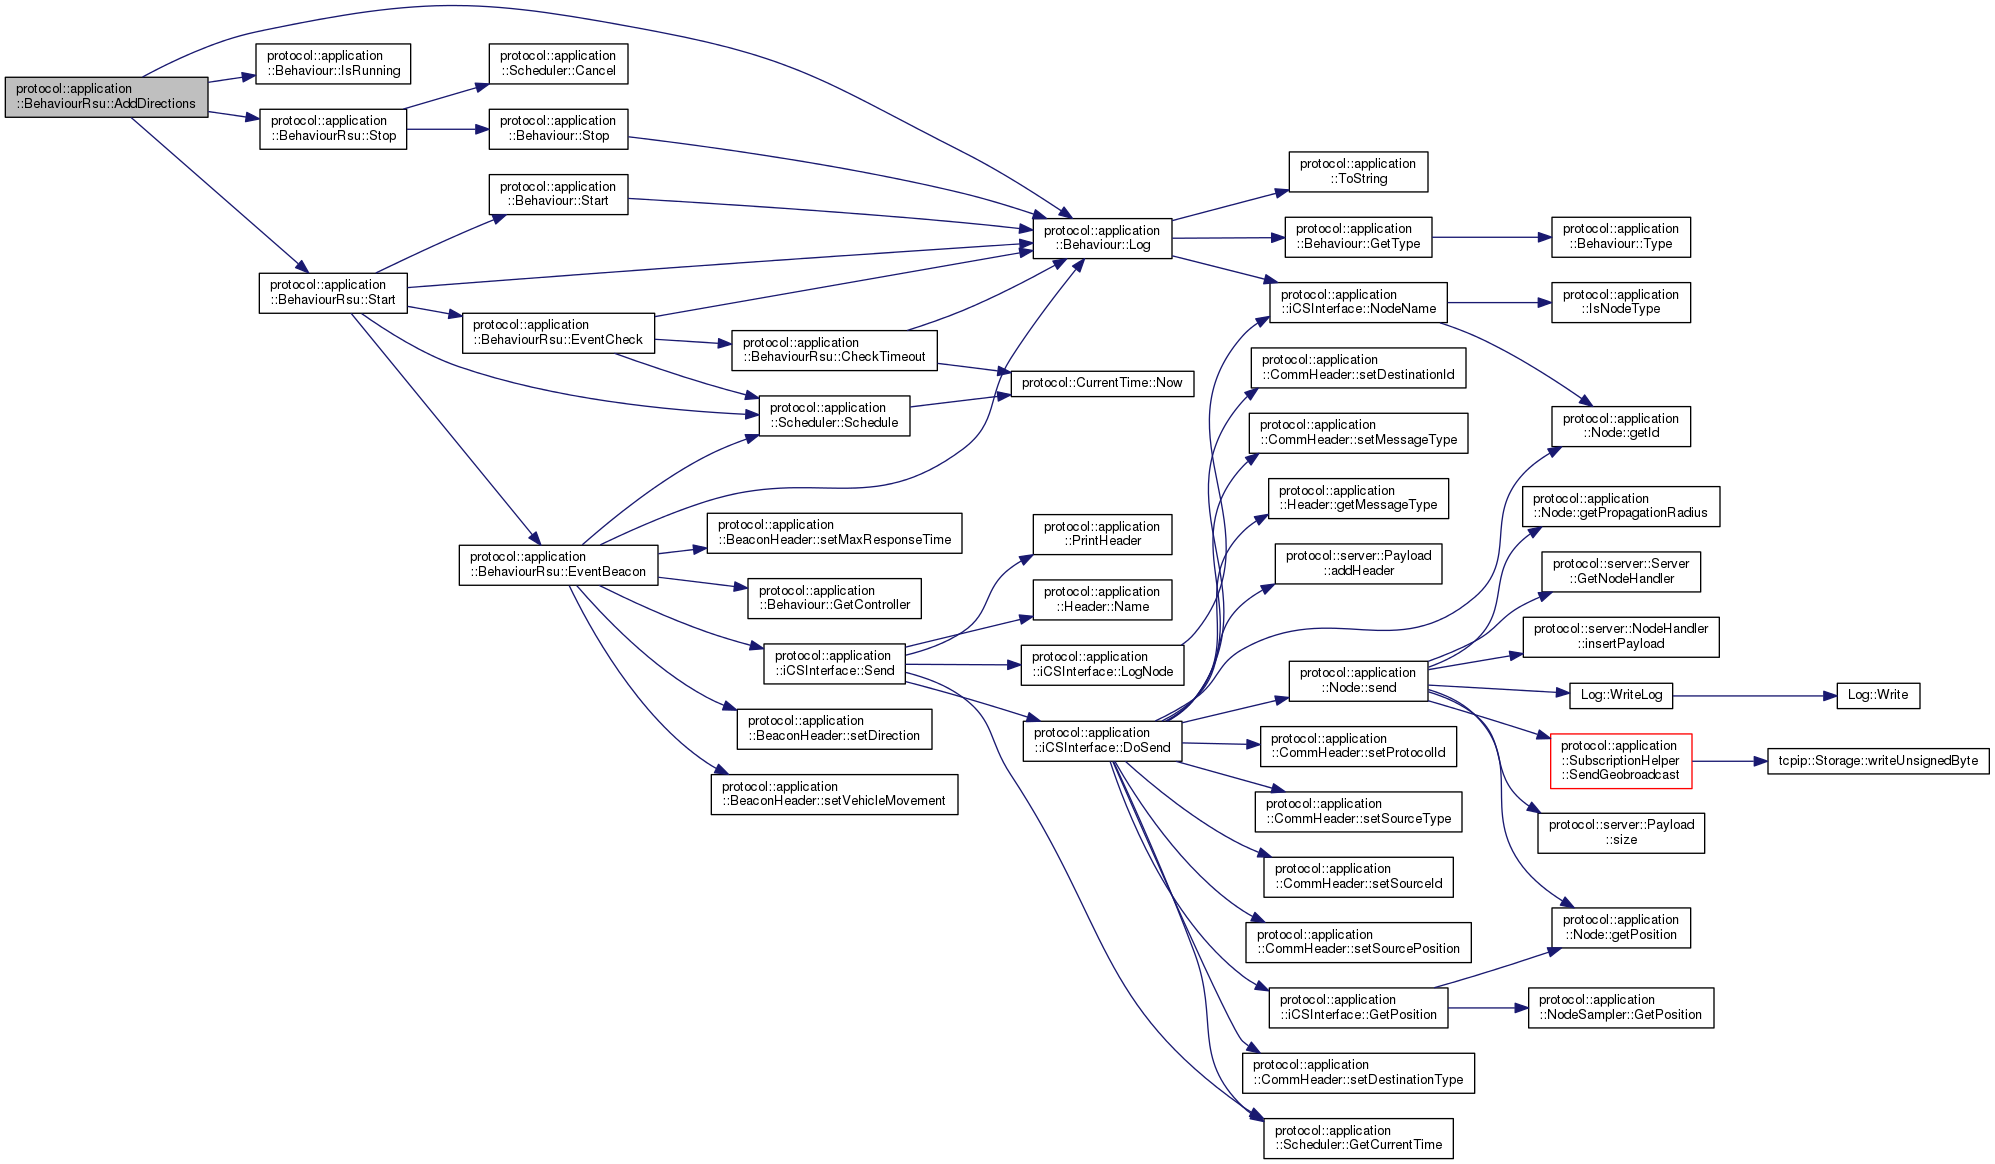 protocol::application
::BehaviourRsu::AddDirections
protocol::application
::Behaviour::IsRunning
protocol::application
::BehaviourRsu::Stop
protocol::application
::BehaviourRsu::Start
protocol::application
::Scheduler::Cancel
protocol::application
::Behaviour::Stop
protocol::application
::Behaviour::Start
protocol::application
::BehaviourRsu::EventCheck
protocol::application
::BehaviourRsu::EventBeacon
protocol::application
::BehaviourRsu::CheckTimeout
protocol::application
::Scheduler::Schedule
protocol::application
::BeaconHeader::setMaxResponseTime
protocol::application
::Behaviour::GetController
protocol::application
::iCSInterface::Send
protocol::application
::BeaconHeader::setDirection
protocol::application
::BeaconHeader::setVehicleMovement
protocol::application
::Behaviour::Log
protocol::CurrentTime::Now
protocol::application
::PrintHeader
protocol::application
::Header::Name
protocol::application
::iCSInterface::LogNode
protocol::application
::iCSInterface::DoSend
protocol::application
::ToString
protocol::application
::Behaviour::GetType
protocol::application
::iCSInterface::NodeName
protocol::application
::CommHeader::setDestinationId
protocol::application
::CommHeader::setMessageType
protocol::application
::Header::getMessageType
protocol::server::Payload
::addHeader
protocol::application
::Node::send
protocol::application
::CommHeader::setProtocolId
protocol::application
::CommHeader::setSourceType
protocol::application
::CommHeader::setSourceId
protocol::application
::CommHeader::setSourcePosition
protocol::application
::iCSInterface::GetPosition
protocol::application
::CommHeader::setDestinationType
protocol::application
::Scheduler::GetCurrentTime
protocol::application
::Behaviour::Type
protocol::application
::IsNodeType
protocol::application
::Node::getId
protocol::application
::Node::getPropagationRadius
protocol::server::Server
::GetNodeHandler
protocol::server::NodeHandler
::insertPayload
Log::WriteLog
protocol::application
::SubscriptionHelper
::SendGeobroadcast
protocol::server::Payload
::size
protocol::application
::Node::getPosition
protocol::application
::NodeSampler::GetPosition
Log::Write
tcpip::Storage::writeUnsignedByte